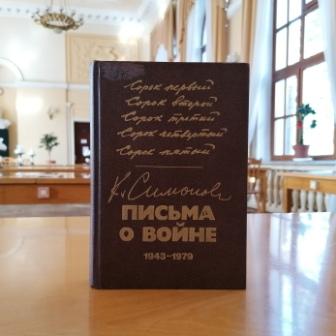 Сорок первый
Сорок второй
Сорок третий
Сорок четвертый
Сорок пятый
К. Симонов
ПИСЬМА
О ВОЙНЕ
1943-1979